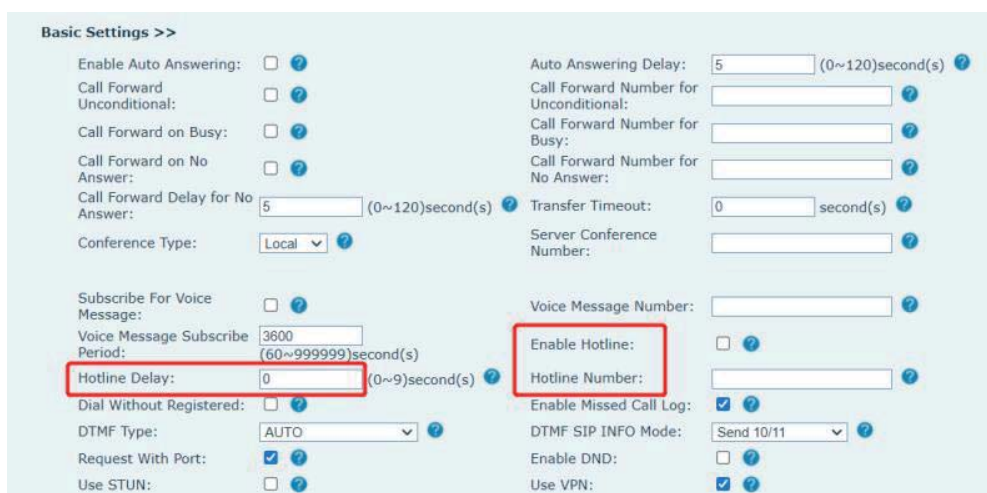 Basic Settings >>
Enable Auto Answering: ? Auto Answering Delay: 5 (0~120)second(s) ?
Call Forward
Unconditional: ? Call Forward Number for
Unconditional: ?
Call Forward on Busy: ? Call Forward Number for
Busy: ?
Call Forward on No
Answer: ? Call Forward Number for
No Answer: ?
Call Forward Delay for No
Answer: 5 (0~120)second(s) ? Transfer Timeout: 0 second(s) ?
Conference Type: Local ? Server Conference
Number: ?
Subscribe For Voice
Message: ? Voice Message Number: ?
Voice Message Subscribe
Period: 3600
(60~999999)second(s) Enable Hotline: ?
Hotline Delay: 0 (0~9)second(s) ? Hotline Number: ?
Dial Without Registered: ? Enable Missed Call Log: ?
DTMF Type: AUTO ? DTMF SIP INFO Mode: Send 10/11 ?
Request With Port: ? Enable DND: ?
Use STUN: ? Use VPN: ?